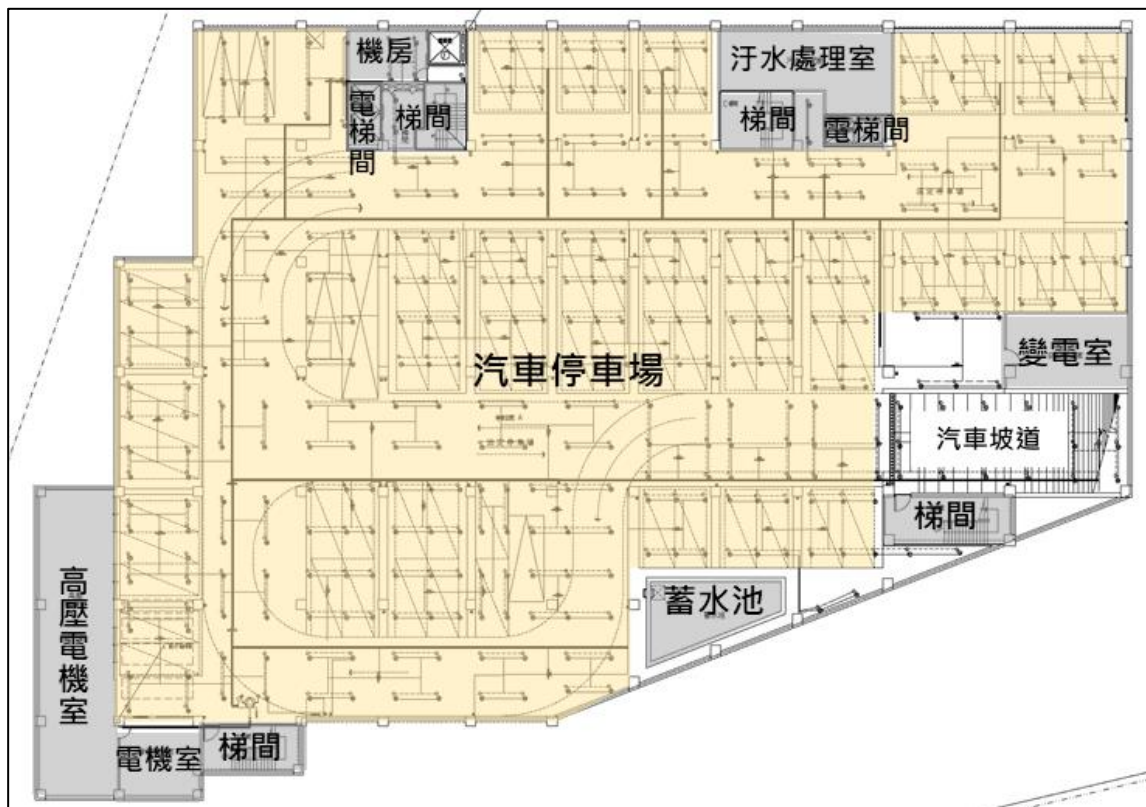 機房
汙水處理室
電梯間
梯間
梯間
電梯間
汽車停車場
變電室
汽車坡道
梯間
高壓電機室
蓄水池
電機室
梯間